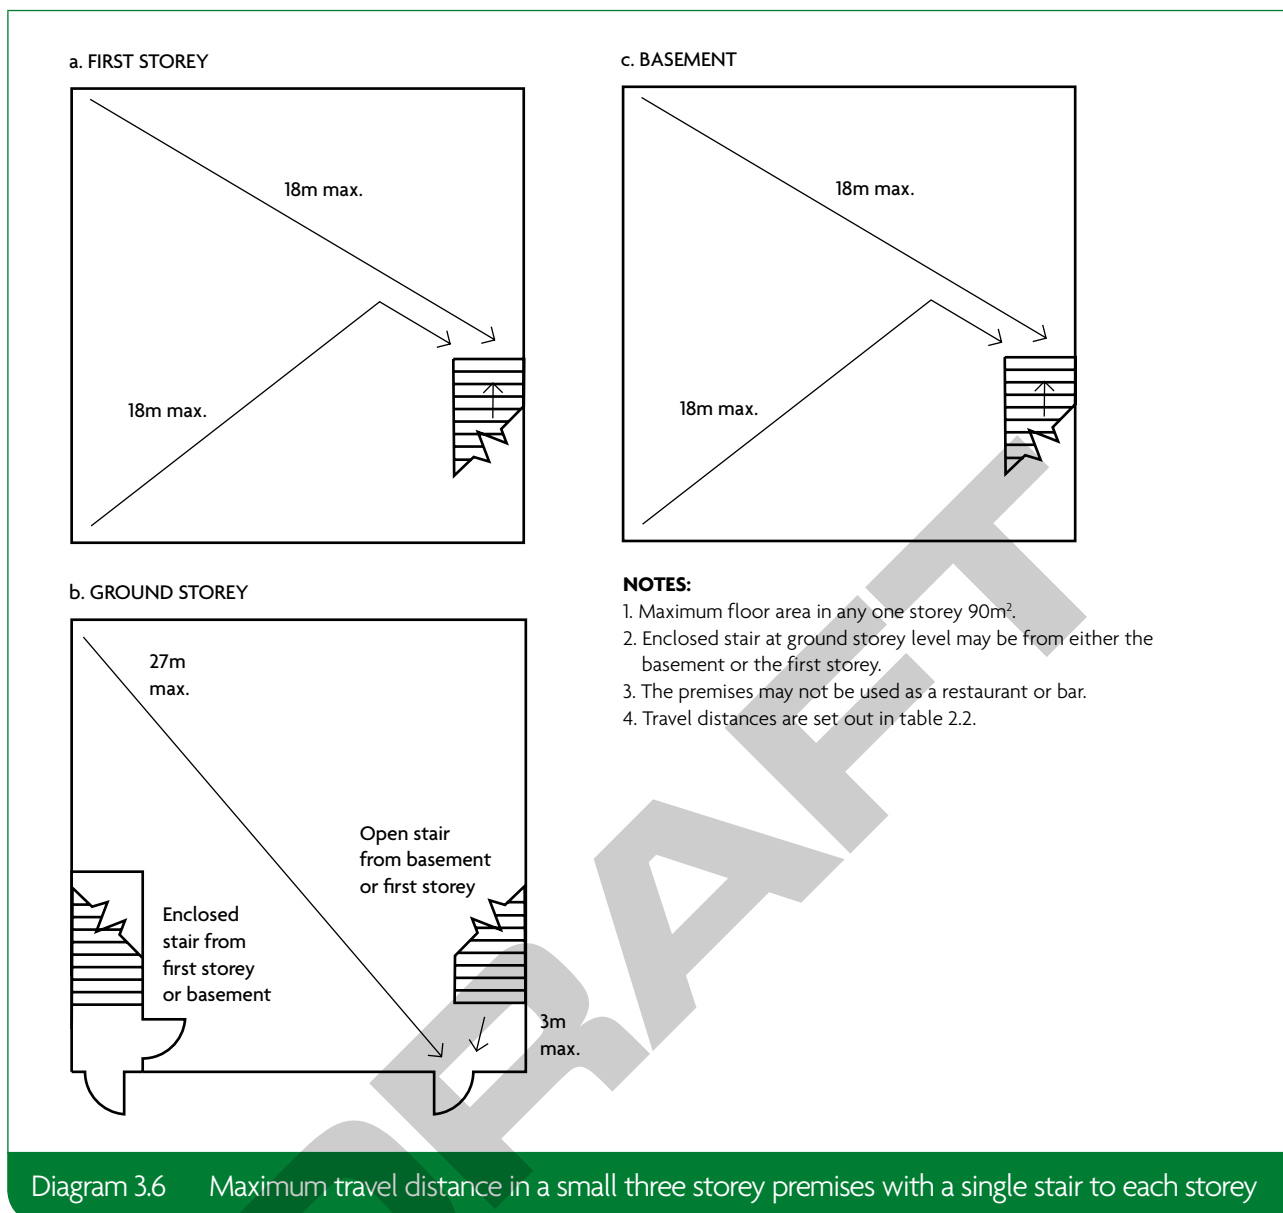 a. FIRST STOREY
18m max.
18m max.
c. BASEMENT
18m max.
18m max.
b. GROUND STOREY
27m
max.
Open stair
from basement
or first storey
Enclosed
stair from
first storey
or basement
3m
max.
NOTES:
1. Maximum floor area in any one storey 90m².
2. Enclosed stair at ground storey level may be from either the
basement or the first storey.
3. The premises may not be used as a restaurant or bar.
4. Travel distances are set out in table 2.2.
DRAFT
Diagram 3.6 Maximum travel distance in a small three storey premises with a single stair to each storey